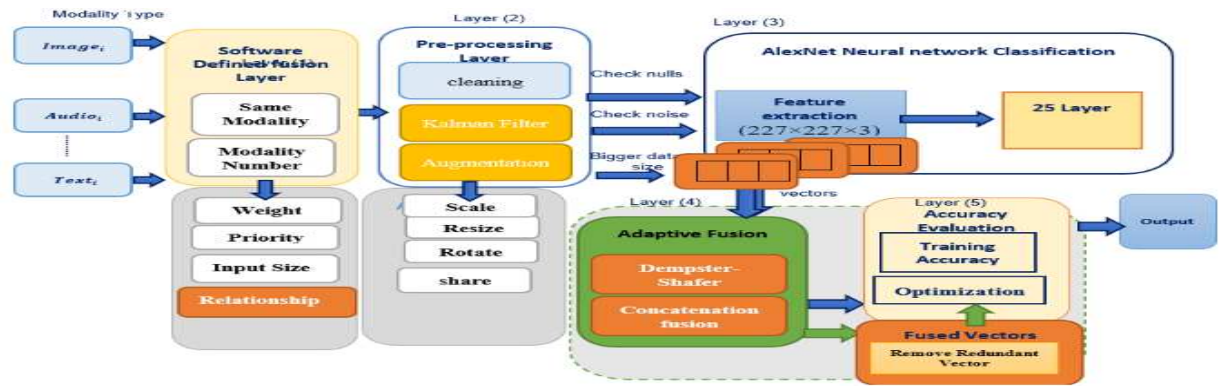 Modality Type
Image i
Audio i
Text i
Software
Defined fusion
Layer
Same
Modality
Modality
Number
Weight
Priority
Input Size
Relationship
Layer (2)
Pre-processing
Layer
cleaning
Kalman Filter
Augmentation
Scale
Resize
Rotate
share
Check nulls
Check noise
Bigger data
size
Layer (3)
AlexNet Neural network Classification
Feature
extraction
(227×227×3)
25 Layer
vectors
Layer (4)
Adaptive Fusion
Dempster-
Shafer
Concatenation
fusion
Layer (5)
Accuracy
Evaluation
Training
Accuracy
Optimization
Fused Vectors
Remove Redundant
Vector
Output